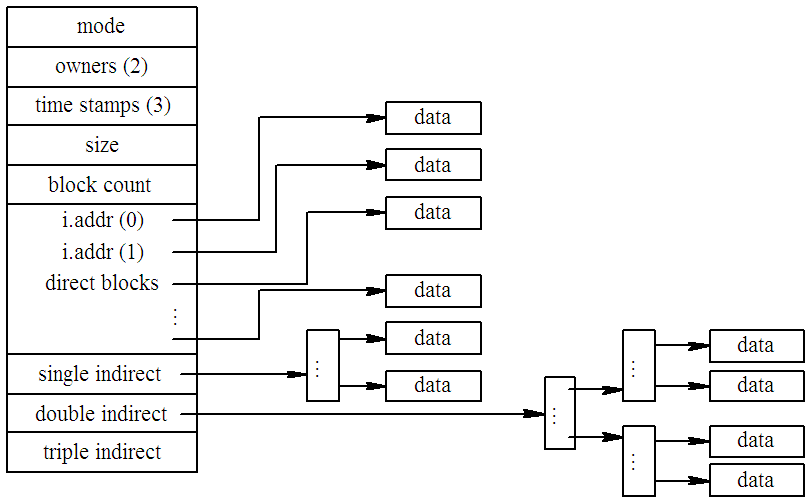 mode
owners (2)
time stamps (3)
size
block count
i.addr (0)
i.addr (1)
direct blocks
⋮
single indirect
double indirect
triple indirect
data
data
data
data
data
data
⋮
⋮
⋮
data
data
⋮
data
data